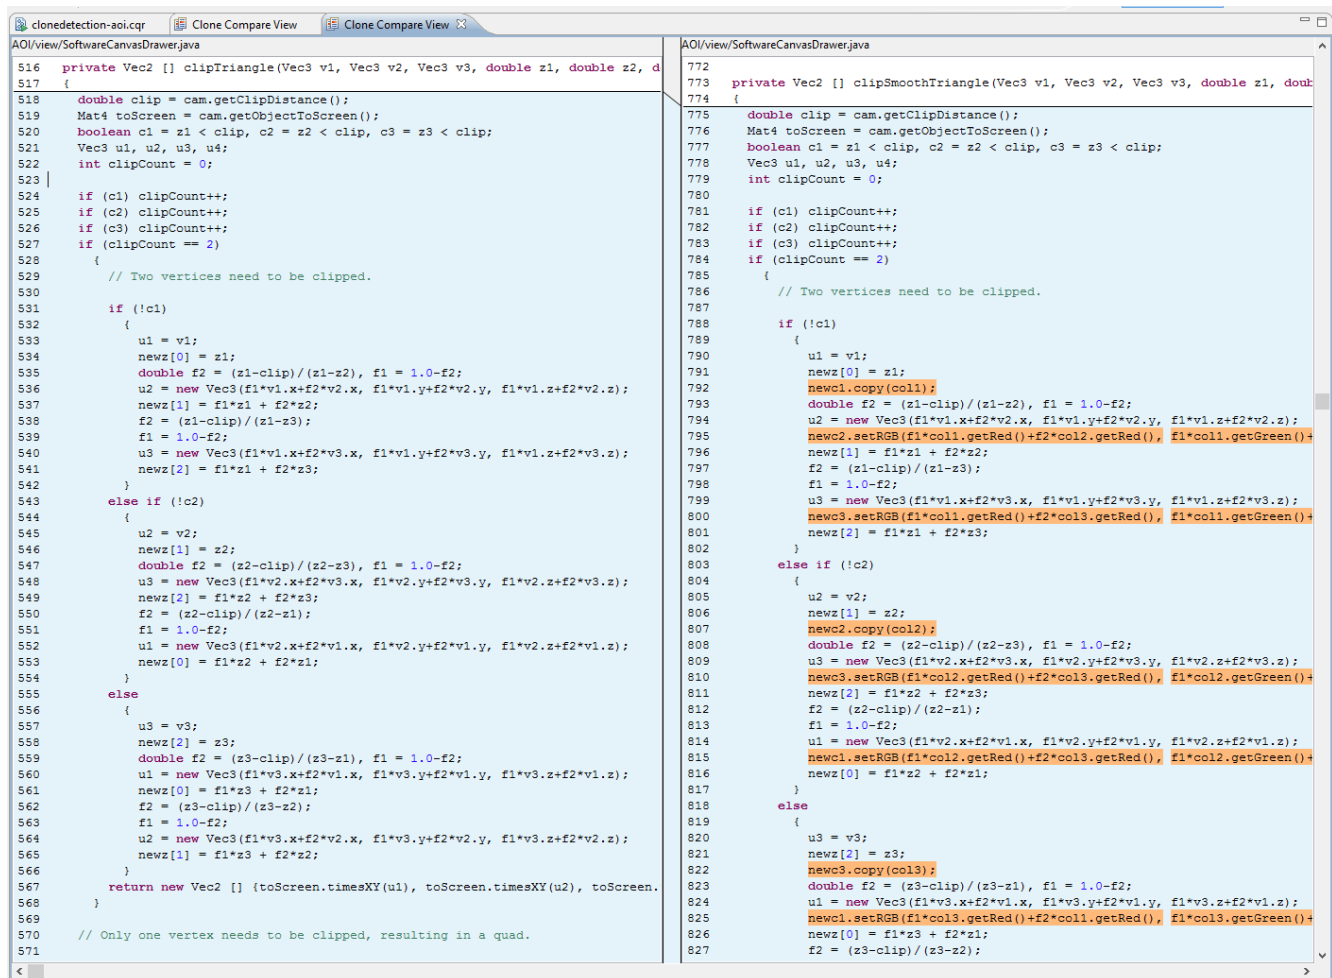 clonedetection-aoi.cqr
Clone Compare View
Clone Compare View
AOI/view/SoftwareCanvasDrawer.java
516 private Vec2 [] clipTriangle(Vec3 v1, Vec3 v2, Vec3 v3, double z1, double z2, d
517 {
518 double clip = cam.getClipDistance();
519 Mat4 toScreen = cam.getObjectToScreen();
520 boolean c1 = z1 < clip, c2 = z2 < clip, c3 = z3 < clip;
521 Vec3 u1, u2, u3, u4;
522 int clipCount = 0;
523
524 if (c1) clipCount++;
525 if (c2) clipCount++;
526 if (c3) clipCount++;
527 if (clipCount == 2)
528 {
529 // Two vertices need to be clipped.
530
531 if (!c1)
532 {
533 u1 = v1;
534 newz[0] = z1;
535 double f2 = (z1-clip)/(z1-z2), f1 = 1.0-f2;
536 u2 = new Vec3(f1*v1.x+f2*v2.x, f1*v1.y+f2*v2.y, f1*v1.z+f2*v2.z);
537 newz[1] = f1*z1 + f2*z2;
538 f2 = (z1-clip)/(z1-z3);
539 f1 = 1.0-f2;
540 u3 = new Vec3(f1*v1.x+f2*v3.x, f1*v1.y+f2*v3.y, f1*v1.z+f2*v3.z);
541 newz[2] = f1*z1 + f2*z3;
542 }
543 else if (!c2)
544 {
545 u2 = v2;
546 newz[1] = z2;
547 double f2 = (z2-clip)/(z2-z3), f1 = 1.0-f2;
548 u3 = new Vec3(f1*v2.x+f2*v3.x, f1*v2.y+f2*v3.y, f1*v2.z+f2*v3.z);
549 newz[2] = f1*z2 + f2*z3;
550 f2 = (z2-clip)/(z2-z1);
551 f1 = 1.0-f2;
552 u1 = new Vec3(f1*v2.x+f2*v1.x, f1*v2.y+f2*v1.y, f1*v2.z+f2*v1.z);
553 newz[0] = f1*z2 + f2*z1;
554 }
555 else
556 {
557 u3 = v3;
558 newz[2] = z3;
559 double f2 = (z3-clip)/(z3-z1), f1 = 1.0-f2;
560 u1 = new Vec3(f1*v3.x+f2*v1.x, f1*v3.y+f2*v1.y, f1*v3.z+f2*v1.z);
561 newz[0] = f1*z3 + f2*z1;
562 f2 = (z3-clip)/(z3-z2);
563 f1 = 1.0-f2;
564 u2 = new Vec3(f1*v3.x+f2*v2.x, f1*v3.y+f2*v2.y, f1*v3.z+f2*v2.z);
565 newz[1] = f1*z3 + f2*z2;
566 }
567 return new Vec2 [] {toScreen.timesXY(u1), toScreen.timesXY(u2), toScreen.
568 }
569
570 // Only one vertex needs to be clipped, resulting in a quad.
571
AOI/view/SoftwareCanvasDrawer.java
772
773 private Vec2 [] clipSmoothTriangle(Vec3 v1, Vec3 v2, Vec3 v3, double z1, doub
774 {
775 double clip = cam.getClipDistance();
776 Mat4 toScreen = cam.getObjectToScreen();
777 boolean c1 = z1 < clip, c2 = z2 < clip, c3 = z3 < clip;
778 Vec3 u1, u2, u3, u4;
779 int clipCount = 0;
780
781 if (c1) clipCount++;
782 if (c2) clipCount++;
783 if (c3) clipCount++;
784 if (clipCount == 2)
785 {
786 // Two vertices need to be clipped.
787
788 if (!c1)
789 {
790 u1 = v1;
791 newz[0] = z1;
792 newc1.copy(col1);
793 double f2 = (z1-clip)/(z1-z2), f1 = 1.0-f2;
794 u2 = new Vec3(f1*v1.x+f2*v2.x, f1*v1.y+f2*v2.y, f1*v1.z+f2*v2.z);
795 newc2.setRGB(f1*col1.getRed()+f2*col2.getRed(), f1*col1.getGreen()+
796 newz[1] = f1*z1 + f2*z2;
797 f2 = (z1-clip)/(z1-z3);
798 f1 = 1.0-f2;
799 u3 = new Vec3(f1*v1.x+f2*v3.x, f1*v1.y+f2*v3.y, f1*v1.z+f2*v3.z);
800 newc3.setRGB(f1*col1.getRed()+f2*col3.getRed(), f1*col1.getGreen()+
801 newz[2] = f1*z1 + f2*z3;
802 }
803 else if (!c2)
804 {
805 u2 = v2;
806 newz[1] = z2;
807 newc2.copy(col2);
808 double f2 = (z2-clip)/(z2-z3), f1 = 1.0-f2;
809 u3 = new Vec3(f1*v2.x+f2*v3.x, f1*v2.y+f2*v3.y, f1*v2.z+f2*v3.z);
810 newc3.setRGB(f1*col2.getRed()+f2*col3.getRed(), f1*col2.getGreen()+
811 newz[2] = f1*z2 + f2*z3;
812 f2 = (z2-clip)/(z2-z1);
813 f1 = 1.0-f2;
814 u1 = new Vec3(f1*v2.x+f2*v1.x, f1*v2.y+f2*v1.y, f1*v2.z+f2*v1.z);
815 newc1.setRGB(f1*col2.getRed()+f2*col3.getRed(), f1*col2.getGreen()+
816 newz[0] = f1*z2 + f2*z1;
817 }
818 else
819 {
820 u3 = v3;
821 newz[2] = z3;
822 newc3.copy(col3);
823 double f2 = (z3-clip)/(z3-z1), f1 = 1.0-f2;
824 u1 = new Vec3(f1*v3.x+f2*v1.x, f1*v3.y+f2*v1.y, f1*v3.z+f2*v1.z);
825 newc1.setRGB(f1*col3.getRed()+f2*col1.getRed(), f1*col3.getGreen()+
826 newz[0] = f1*z3 + f2*z1;
827 f2 = (z3-clip)/(z3-z2);